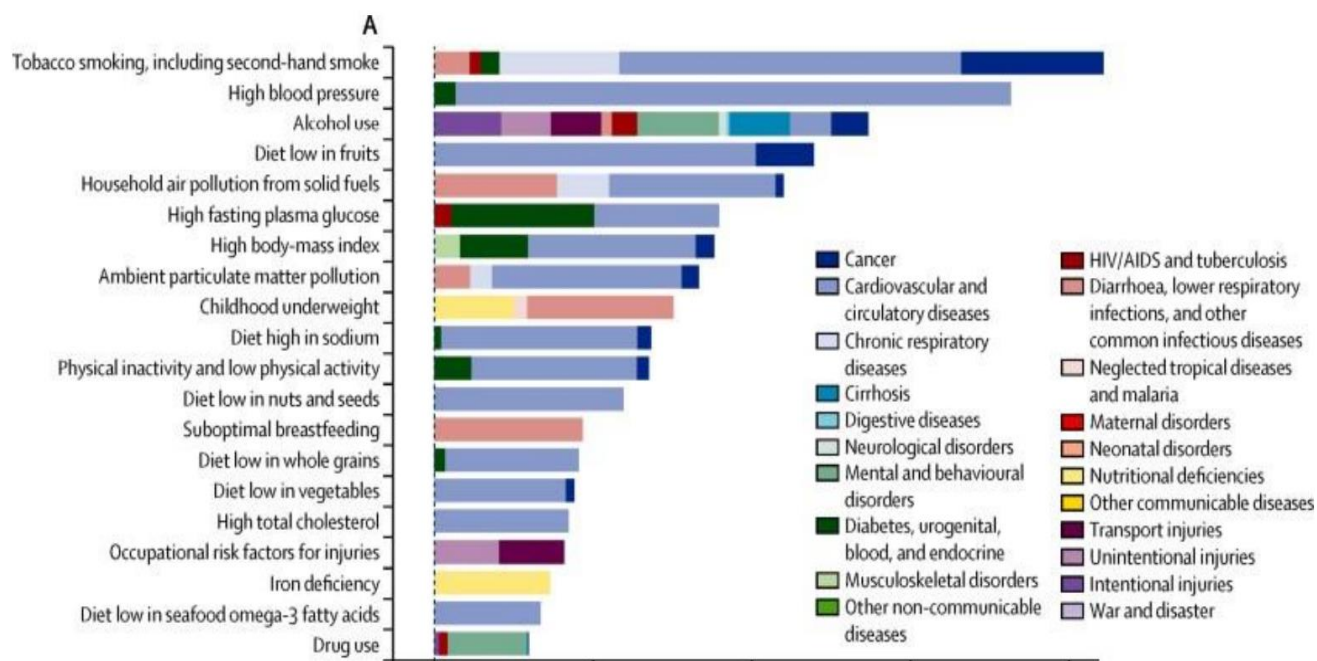 A
Tobacco smoking, including second-hand smoke
High blood pressure
Alcohol use
Diet low in fruits
Household air pollution from solid fuels
High fasting plasma glucose
High body-mass index
Ambient particulate matter pollution
Childhood underweight
Diet high in sodium
Physical inactivity and low physical activity
Diet low in nuts and seeds
Suboptimal breastfeeding
Diet low in whole grains
Diet low in vegetables
High total cholesterol
Occupational risk factors for injuries
Iron deficiency
Diet low in seafood omega-3 fatty acids
Drug use
Cancer
Cardiovascular and
circulatory diseases
Chronic respiratory
diseases
Cirrhosis
Digestive diseases
Neurological disorders
Mental and behavioural
disorders
Diabetes, urogenital,
blood, and endocrine
Musculoskeletal disorders
Other non-communicable
diseases
HIV/AIDS and tuberculosis
Diarrhoea, lower respiratory
infections, and other
common infectious diseases
Neglected tropical diseases
and malaria
Maternal disorders
Neonatal disorders
Nutritional deficiencies
Other communicable diseases
Transport injuries
Unintentional injuries
Intentional injuries
War and disaster